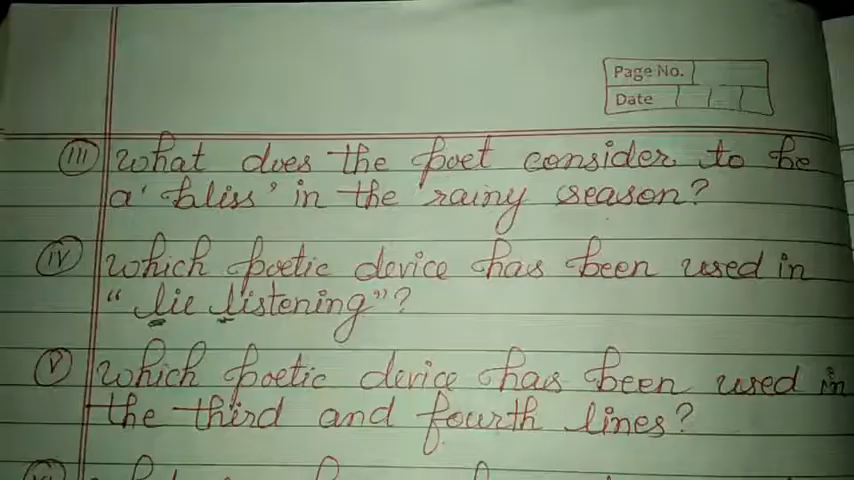 Page No.
Date
(iii) What does the poet consider to be
a 'bliss' in the rainy season?
(iv) Which poetic device has been used in
"lie listening"?
(v) Which poetic device has been used in
the third and fourth lines?